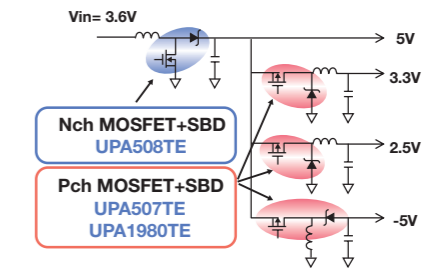 Vin= 3.6V
5V
3.3V
Nch MOSFET+SBD
UPA508TE
2.5V
Pch MOSFET+SBD
UPA507TE
UPA1980TE
-5V